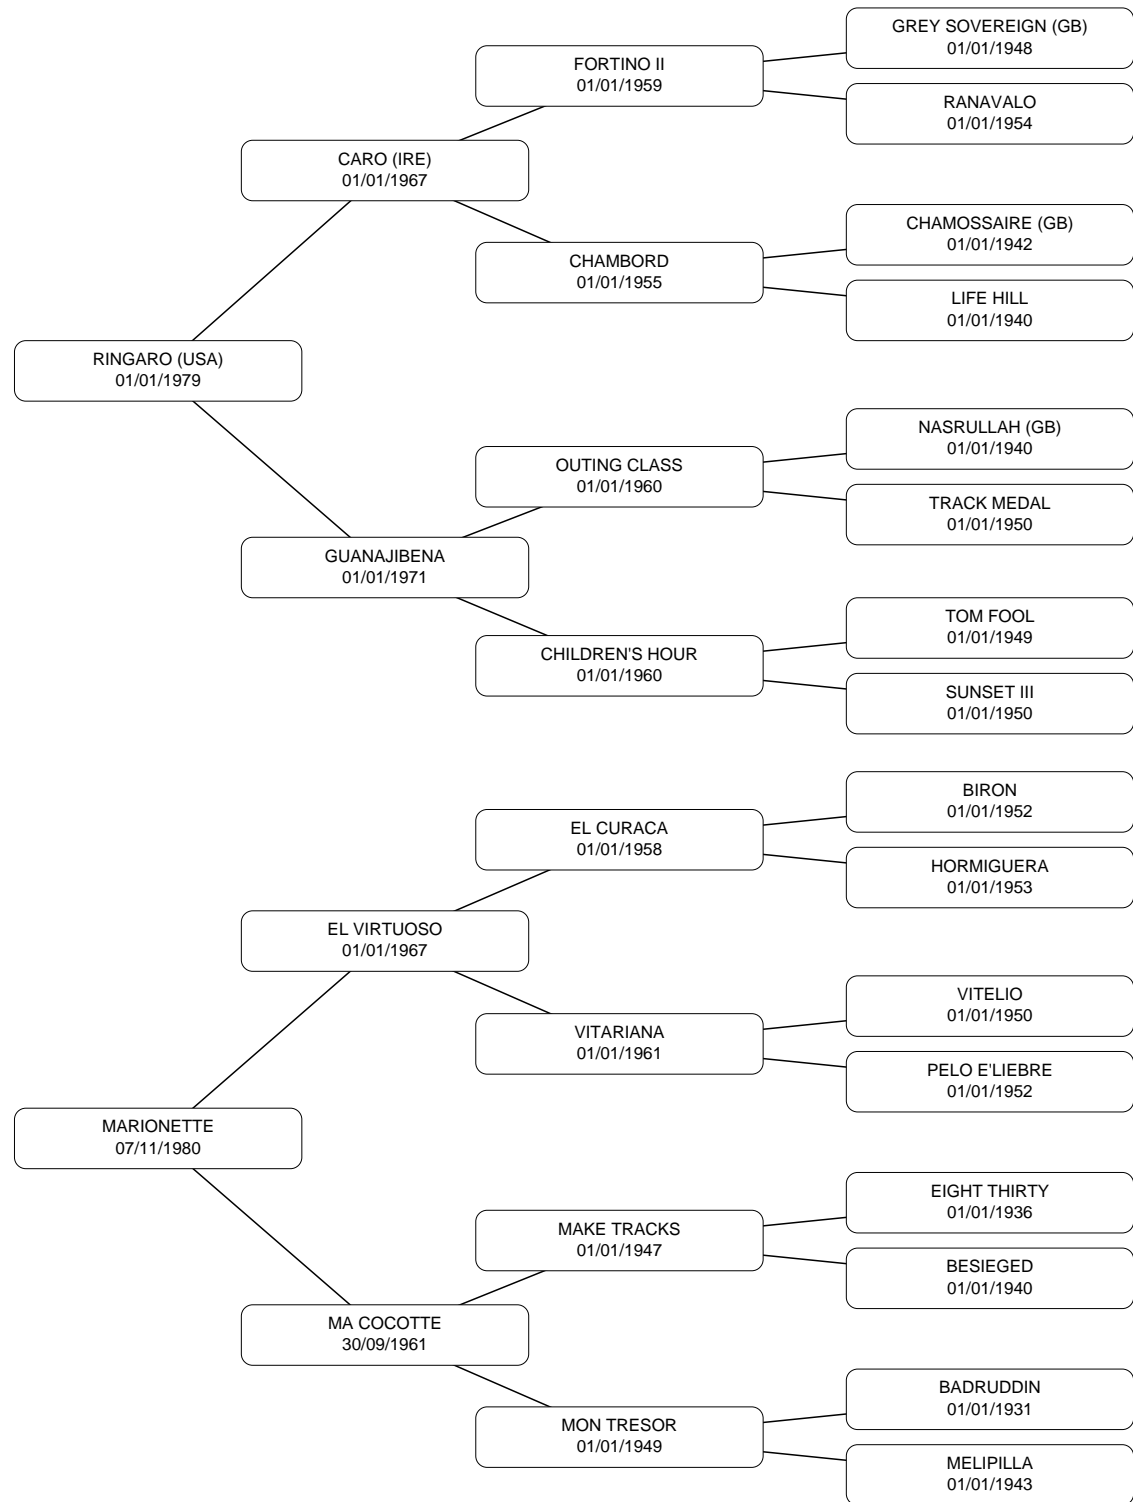 GREY SOVEREIGN (GB)
01/01/1948
FORTINO II
01/01/1959
RANAVALO
01/01/1954
CARO (IRE)
01/01/1967
CHAMOSSAIRE (GB)
01/01/1942
CHAMBORD
01/01/1955
LIFE HILL
01/01/1940
RINGARO (USA)
01/01/1979
NASRULLAH (GB)
01/01/1940
OUTING CLASS
01/01/1960
TRACK MEDAL
01/01/1950
GUANAJIBENA
01/01/1971
TOM FOOL
01/01/1949
CHILDREN'S HOUR
01/01/1960
SUNSET III
01/01/1950
BIRON
01/01/1952
EL CURACA
01/01/1958
HORMIGUERA
01/01/1953
EL VIRTUOSO
01/01/1967
VITELIO
01/01/1950
VITARIANA
01/01/1961
PELO E'LIEBRE
01/01/1952
MARIONETTE
07/11/1980
EIGHT THIRTY
01/01/1936
MAKE TRACKS
01/01/1947
BESIEGED
01/01/1940
MA COCOTTE
30/09/1961
BADRUDDIN
01/01/1931
MON TRESOR
01/01/1949
MELIPILLA
01/01/1943